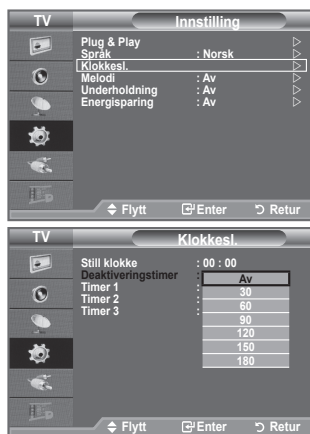 TV Innstilling
Plug & Play
Språk : Norsk
Klokkesl.
Melodi : Av
Underholdning : Av
Energisparing : Av
Flytt Enter Retur
TV Klokkesl.
Still klokke : 00 : 00
Deaktiveringstimer : Av
Timer 1 : 30
Timer 2 : 60
Timer 3 : 90
120
150
180
Flytt Enter Retur